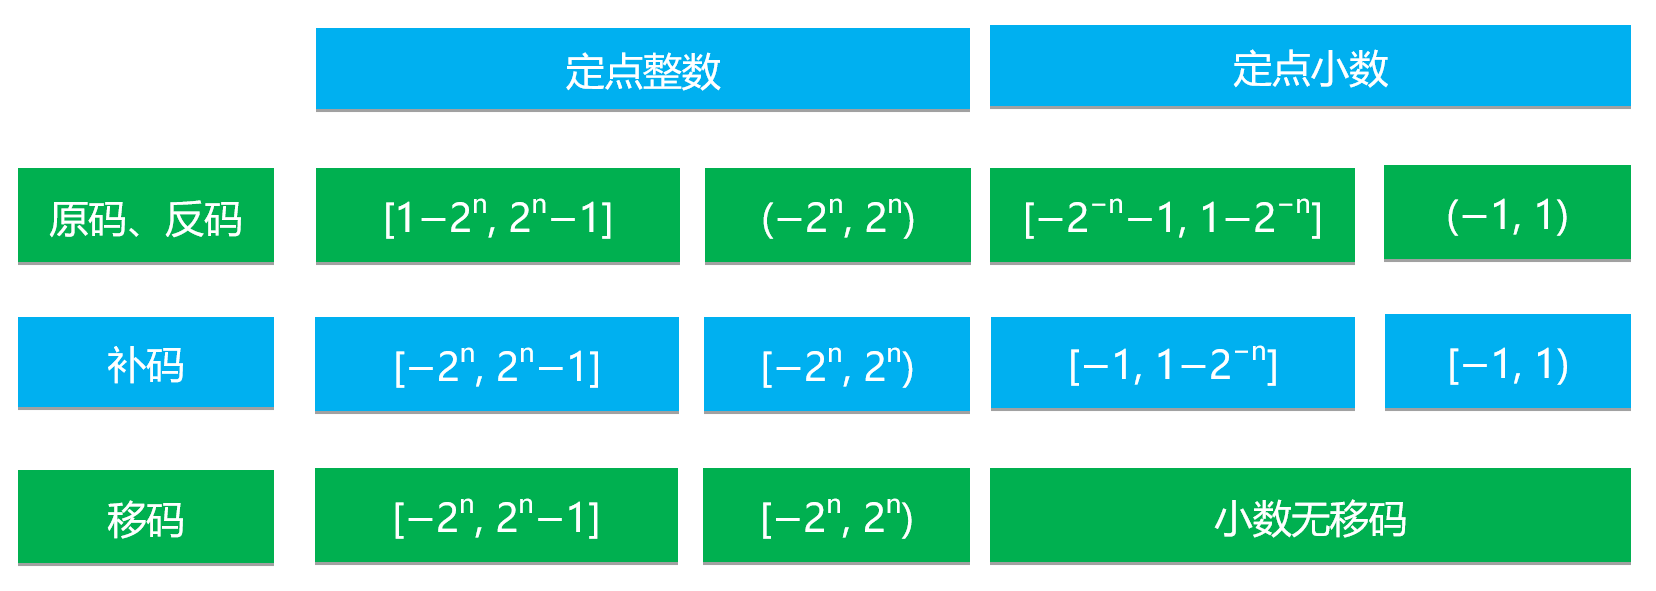 定点整数 定点小数
原码、反码 [1−2ⁿ, 2ⁿ−1] (−2ⁿ, 2ⁿ) [−2⁻ⁿ−1, 1−2⁻ⁿ] (−1, 1)
补码 [−2ⁿ, 2ⁿ−1] [−2ⁿ, 2ⁿ) [−1, 1−2⁻ⁿ] [−1, 1)
移码 [−2ⁿ, 2ⁿ−1] [−2ⁿ, 2ⁿ) 小数无移码